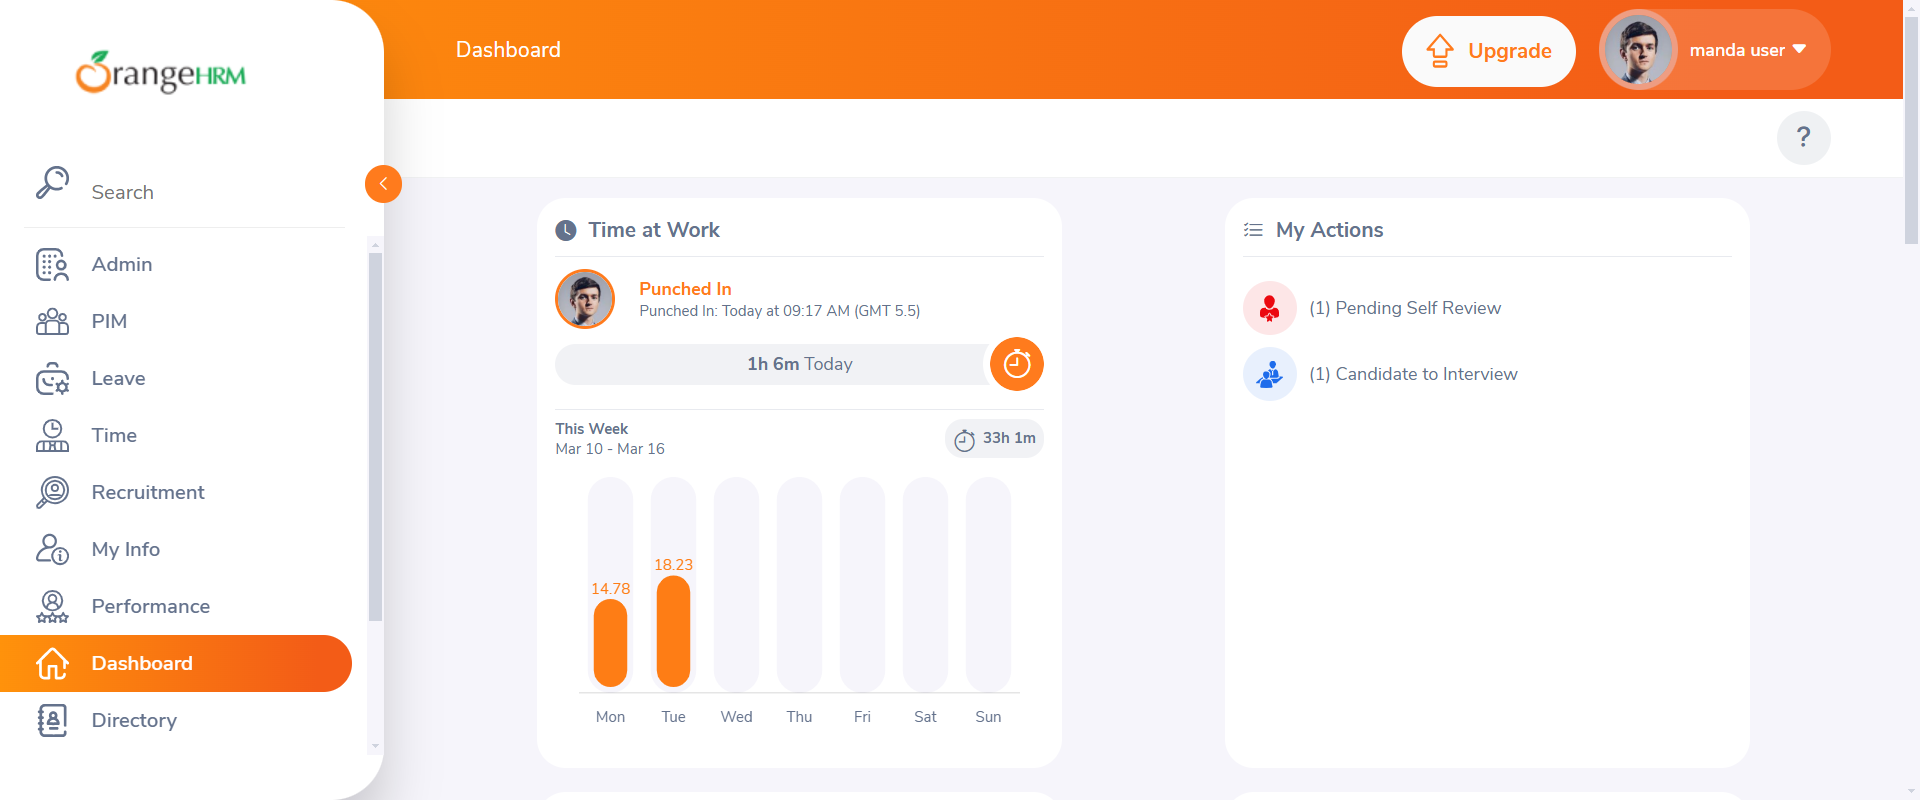 OrangeHRM
Search
Admin
PIM
Leave
Time
Recruitment
My Info
Performance
Dashboard
Directory
Dashboard
Upgrade
manda user
?
Time at Work
Punched In
Punched In: Today at 09:17 AM (GMT 5.5)
1h 6m Today
This Week
Mar 10 - Mar 16
33h 1m
14.78
18.23
Mon Tue Wed Thu Fri Sat Sun
My Actions
(1) Pending Self Review
(1) Candidate to Interview